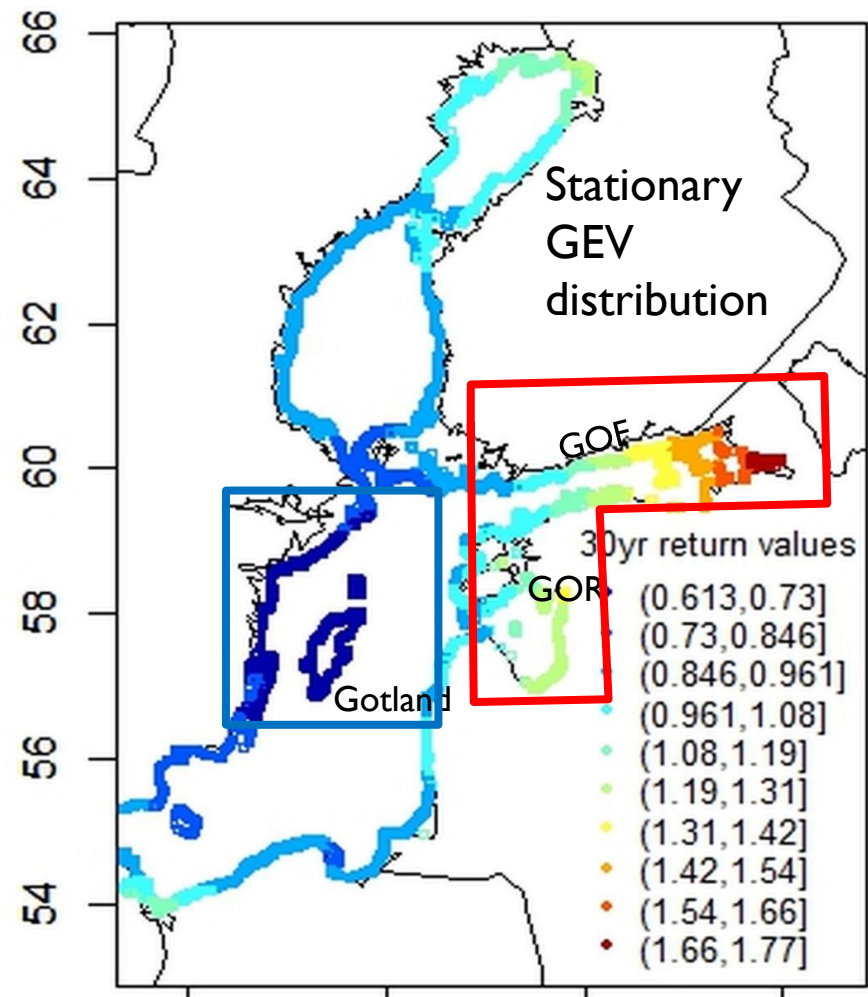 66
64
62
60
58
56
54
Stationary
GEV
distribution
GOF
GOR
Gotland
30yr return values
(0.613,0.73]
(0.73,0.846]
(0.846,0.961]
(0.961,1.08]
(1.08,1.19]
(1.19,1.31]
(1.31,1.42]
(1.42,1.54]
(1.54,1.66]
(1.66,1.77]